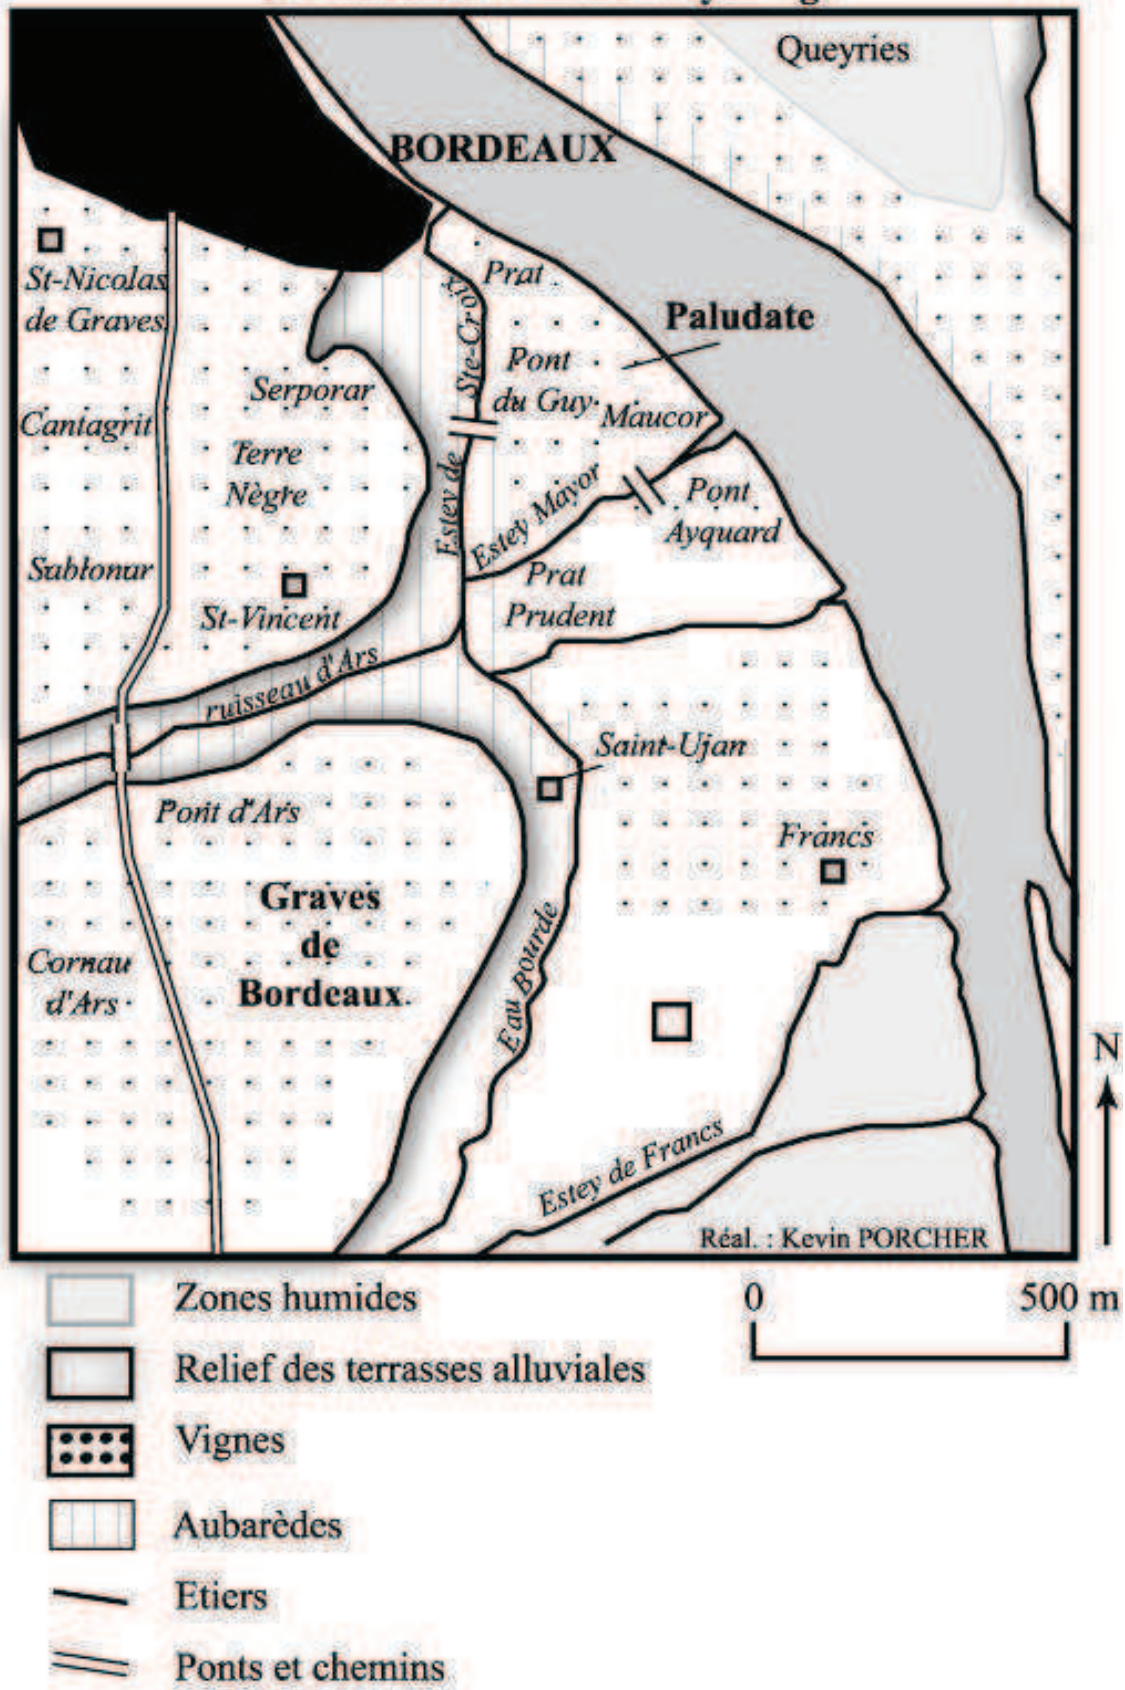 Queyries
BORDEAUX
St-Nicolas
de Graves
Prat
Paludate
Ste-Croix
Estey de
Pont
du Guy
Serporar
Maucor
Cantagrit
Terre
Nègre
Estey Mayor
Pont
Ayquard
Sablonar
St-Vincent
Prat
Prudent
ruisseau d'Ars
Saint-Ujan
Pont d'Ars
Francs
Graves
de
Bordeaux
Cornau
d'Ars
Eau Bourde
Estey de Francs
N
Réal. : Kevin PORCHER
Zones humides
0 500 m
Relief des terrasses alluviales
Vignes
Aubarèdes
Etiers
Ponts et chemins